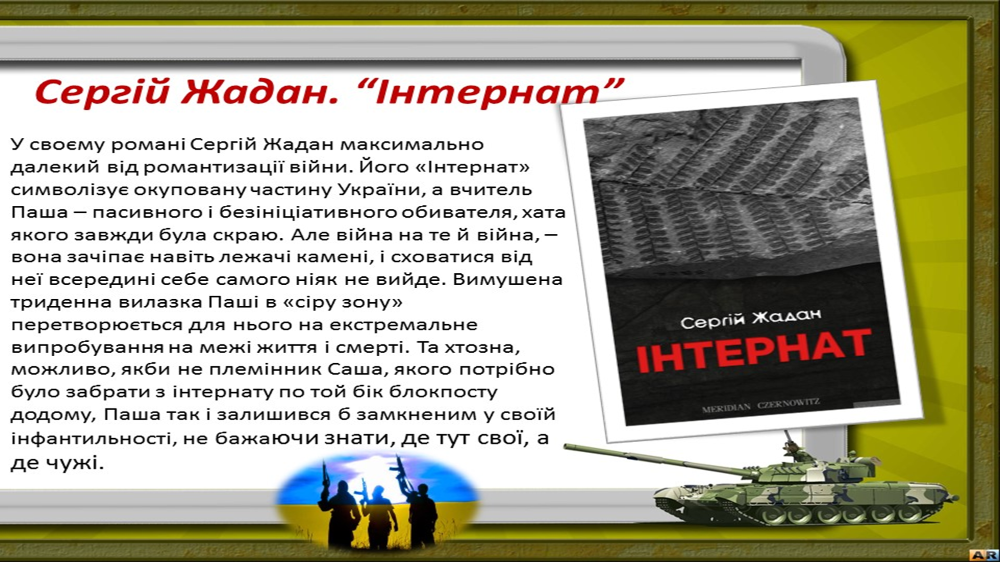 Сергій Жадан. “Інтернат”
У своєму романі Сергій Жадан максимально
далекий від романтизації війни. Його «Інтернат»
символізує окуповану частину України, а вчитель
Паша – пасивного і безініціативного обивателя, хата
якого завжди була скраю. Але війна на те й війна, –
вона зачіпає навіть лежачі камені, і сховатися від
неї всередині себе самого ніяк не вийде. Вимушена
триденна вилазка Паші в «сіру зону»
перетворюється для нього на екстремальне
випробування на межі життя і смерті. Та хтозна,
можливо, якби не племінник Саша, якого потрібно
було забрати з інтернату по той бік блокпосту
додому, Паша так і залишився б замкненим у своїй
інфантильності, не бажаючи знати, де тут свої, а
де чужі.
Сергій Жадан
ІНТЕРНАТ
MERIDIAN CZERNOWITZ
AR